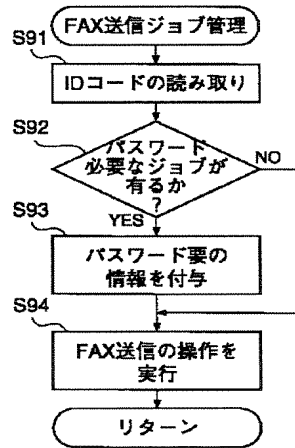 FAX送信ジョブ管理
S91
IDコードの読み取り
S92
パスワード
必要なジョブが
有るか
?
NO
YES
S93
パスワード要の
情報を付与
S94
FAX送信の操作を
実行
リターン